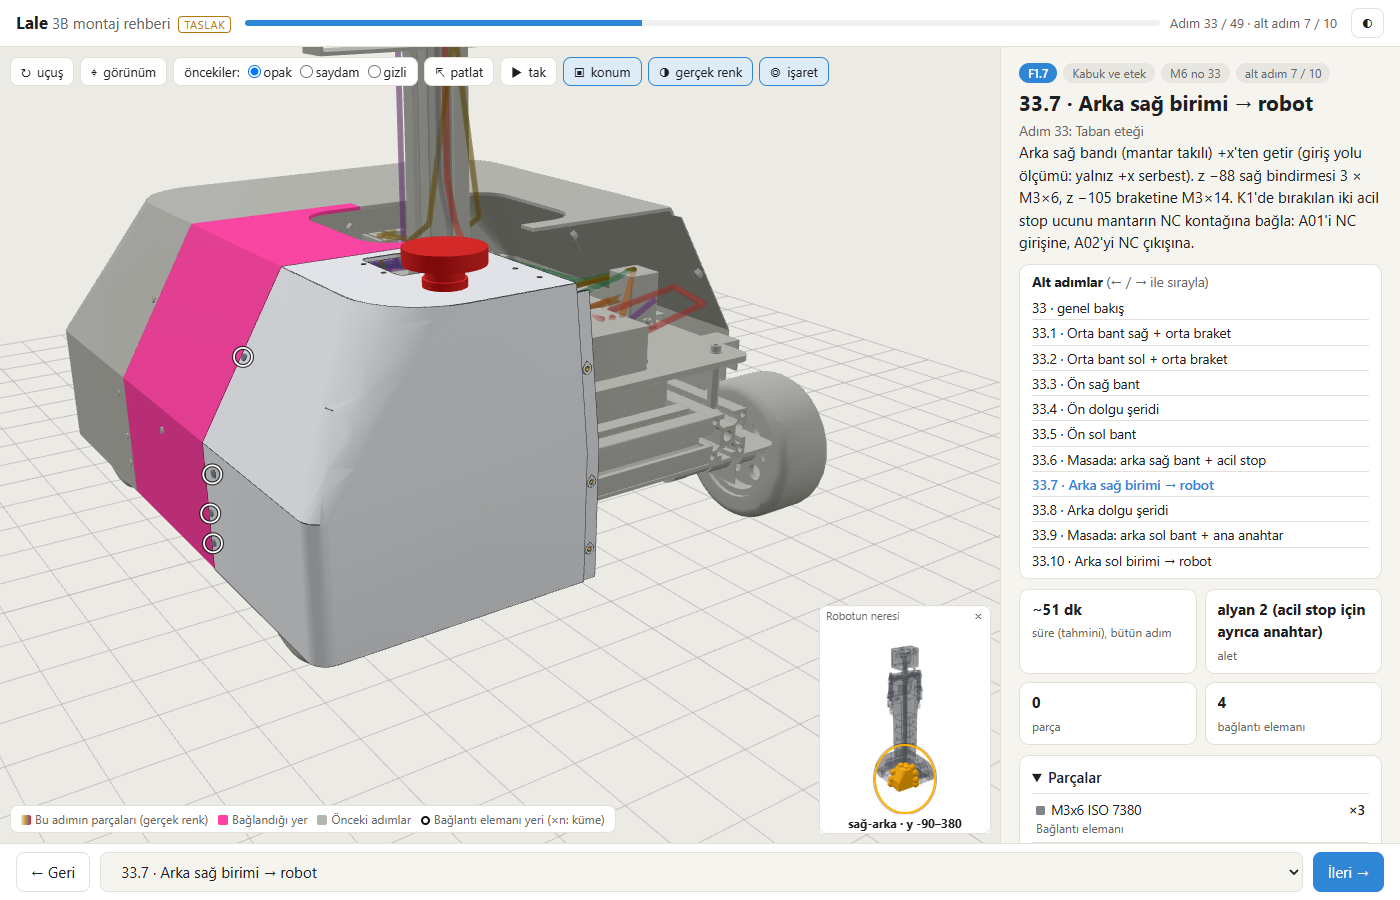 Lale 3B montaj rehberi TASLAK
Adım 33 / 49 · alt adım 7 / 10
↻ uçuş
⌖ görünüm
öncekiler: opak saydam gizli
⇱ patlat
▶ tak
▣ konum
◑ gerçek renk
◎ işaret
F1.7 Kabuk ve etek M6 no 33 alt adım 7 / 10
33.7 · Arka sağ birimi → robot
Adım 33: Taban eteği
Arka sağ bandı (mantar takılı) +x'ten getir (giriş yolu
ölçümü: yalnız +x serbest). z −88 sağ bindirmesi 3 ×
M3×6, z −105 braketine M3×14. K1'de bırakılan iki acil
stop ucunu mantarın NC kontağına bağla: A01'i NC
girişine, A02'yi NC çıkışına.
Alt adımlar (← / → ile sırayla)
33 · genel bakış
33.1 · Orta bant sağ + orta braket
33.2 · Orta bant sol + orta braket
33.3 · Ön sağ bant
33.4 · Ön dolgu şeridi
33.5 · Ön sol bant
33.6 · Masada: arka sağ bant + acil stop
33.7 · Arka sağ birimi → robot
33.8 · Arka dolgu şeridi
33.9 · Masada: arka sol bant + ana anahtar
33.10 · Arka sol birimi → robot
~51 dk
süre (tahmini), bütün adım
alyan 2 (acil stop için
ayrıca anahtar)
alet
0
parça
4
bağlantı elemanı
▼ Parçalar
M3x6 ISO 7380 ×3
Bağlantı elemanı
Robotun neresi ×
sağ-arka · y -90–380
Bu adımın parçaları (gerçek renk) Bağlandığı yer Önceki adımlar Bağlantı elemanı yeri (×n: küme)
← Geri
33.7 · Arka sağ birimi → robot
İleri →